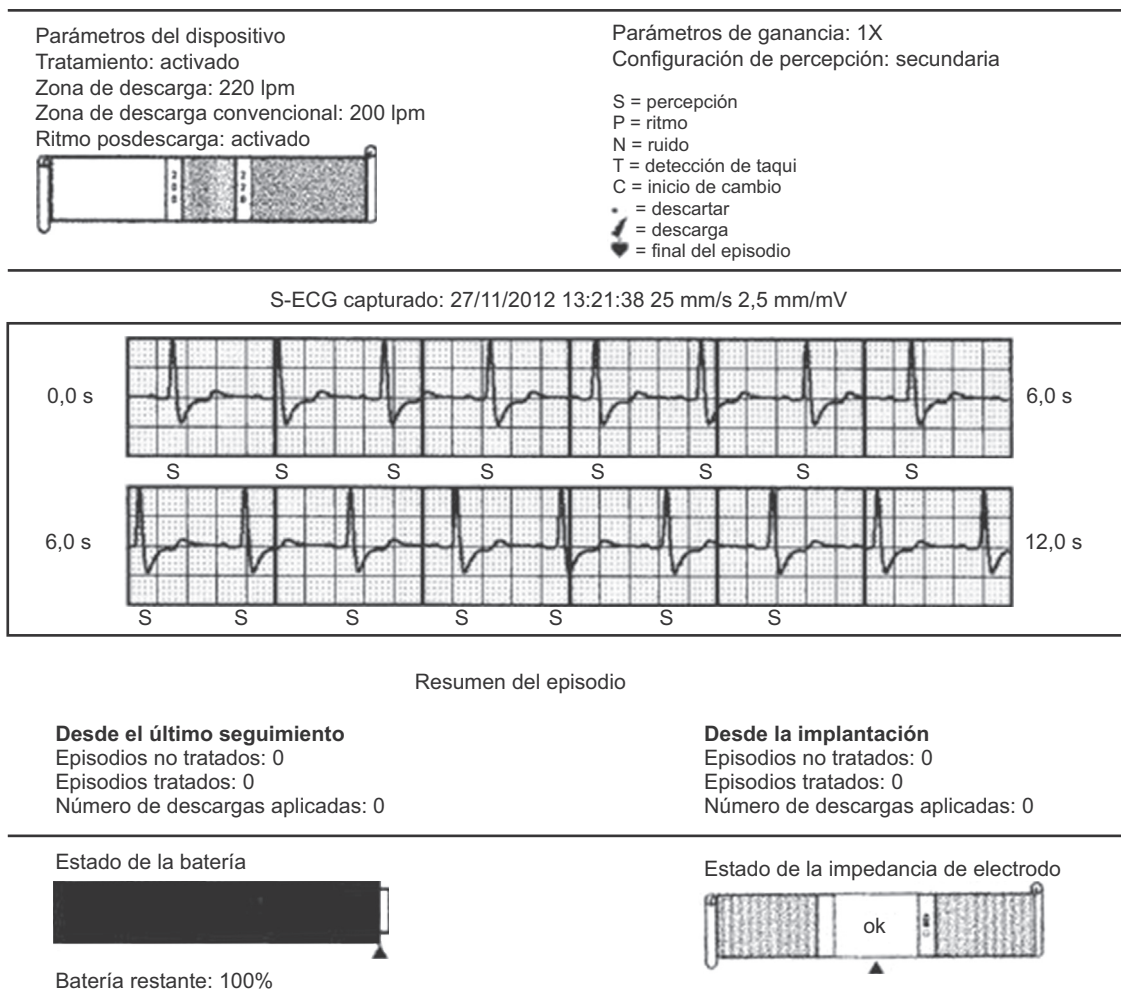 Parámetros del dispositivo
Tratamiento: activado
Zona de descarga: 220 lpm
Zona de descarga convencional: 200 lpm
Ritmo posdescarga: activado
200
220
Parámetros de ganancia: 1X
Configuración de percepción: secundaria
S = percepción
P = ritmo
N = ruido
T = detección de taqui
C = inicio de cambio
= descartar
= descarga
= final del episodio
S-ECG capturado: 27/11/2012 13:21:38 25 mm/s 2,5 mm/mV
0,0 s
6,0 s
S S S S S S S S
6,0 s
12,0 s
S S S S S S S
Resumen del episodio
Desde el último seguimiento
Episodios no tratados: 0
Episodios tratados: 0
Número de descargas aplicadas: 0
Desde la implantación
Episodios no tratados: 0
Episodios tratados: 0
Número de descargas aplicadas: 0
Estado de la batería
Batería restante: 100%
Estado de la impedancia de electrodo
ok